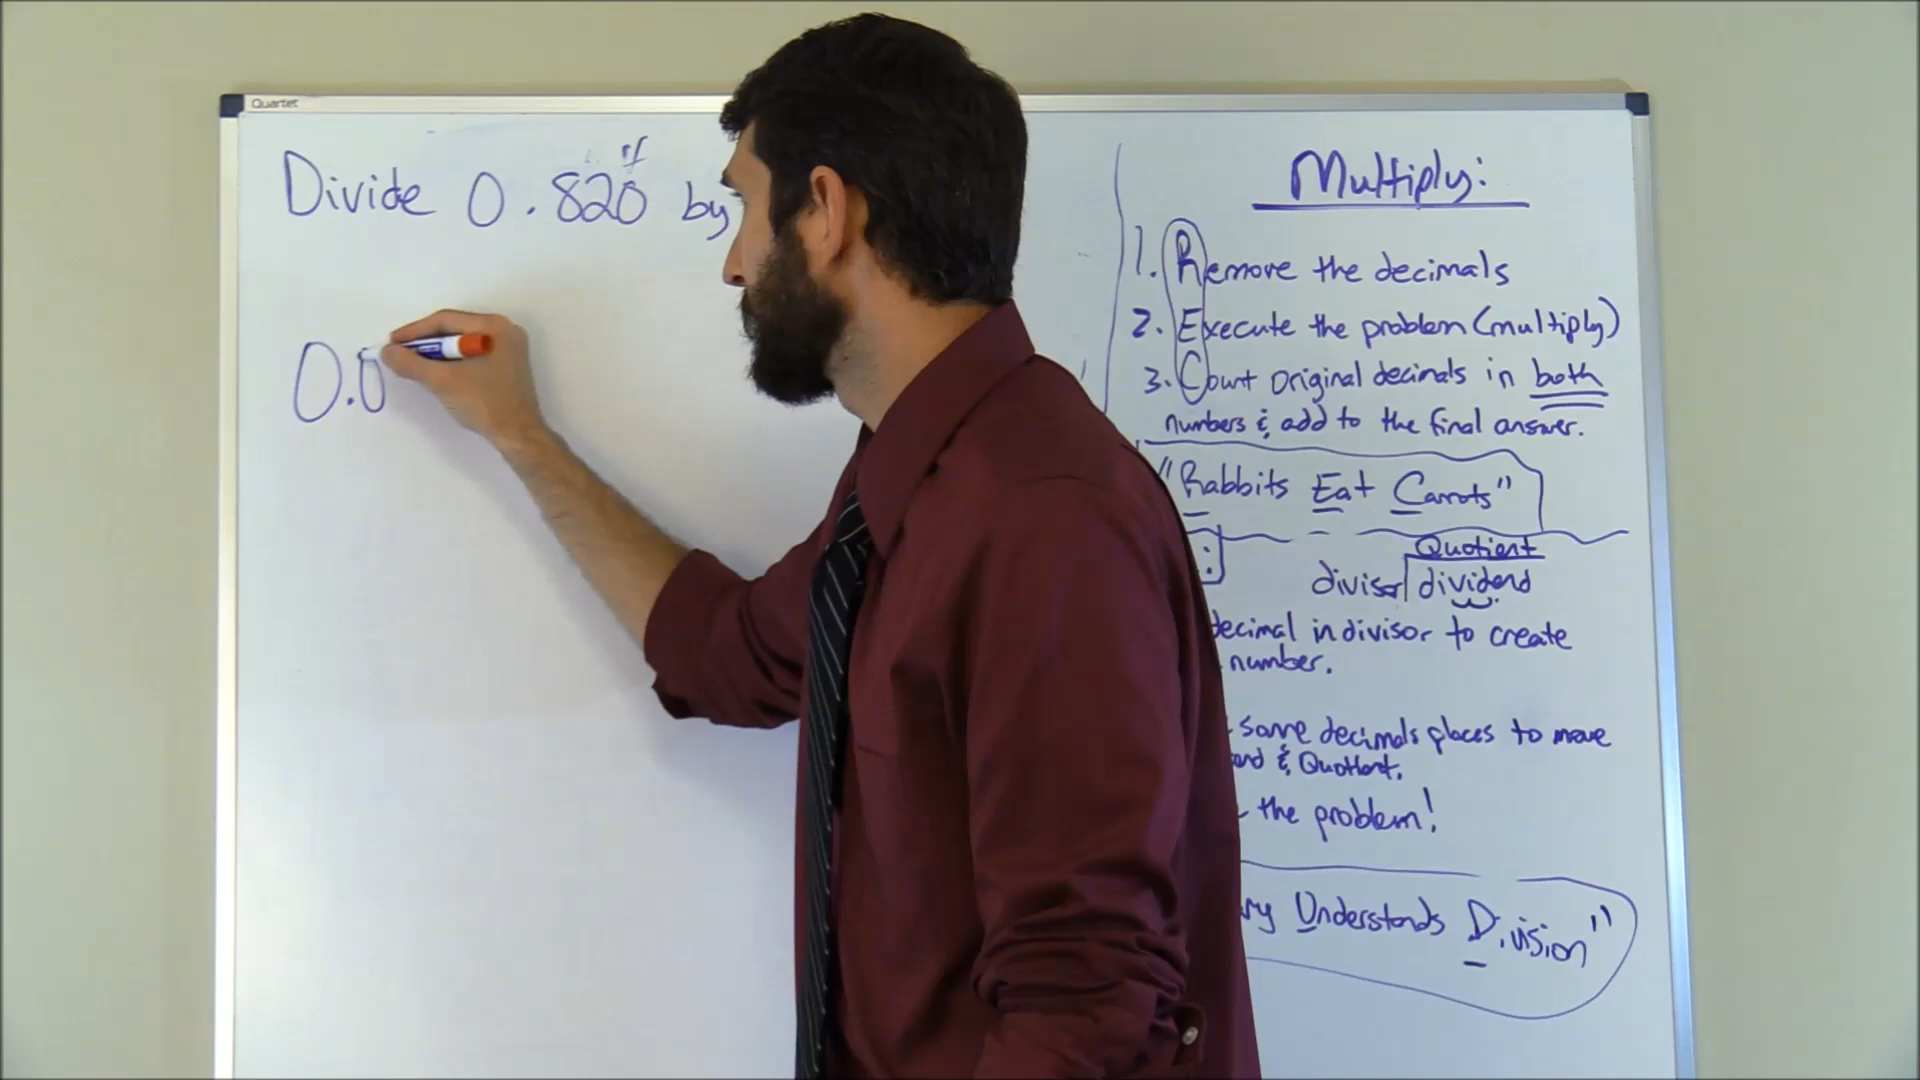 Quartet
Divide 0.820 by
0.0
Multiply:
1. Remove the decimals
2. Execute the problem (multiply)
3. Count original decimals in both
numbers & add to the final answer.
"Rabbits Eat Carrots"
:
Quotient
divisor dividend
decimal in divisor to create
number.
same decimals places to move
& Quotient.
the problem!
Understands Division"